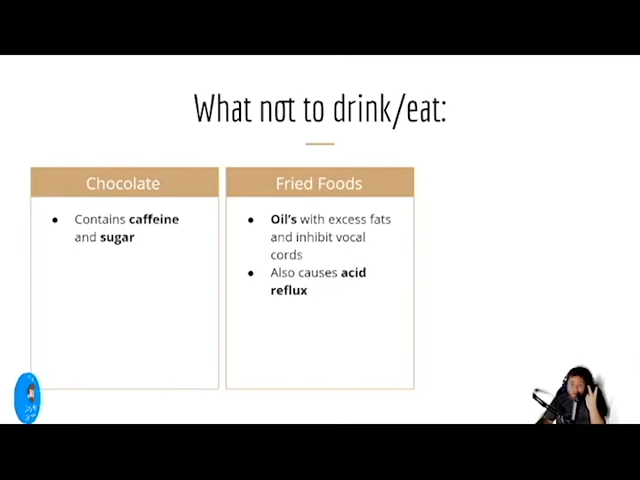 What not to drink/eat:
Chocolate
• Contains caffeine
and sugar
Fried Foods
• Oil's with excess fats
and inhibit vocal
cords
• Also causes acid
reflux